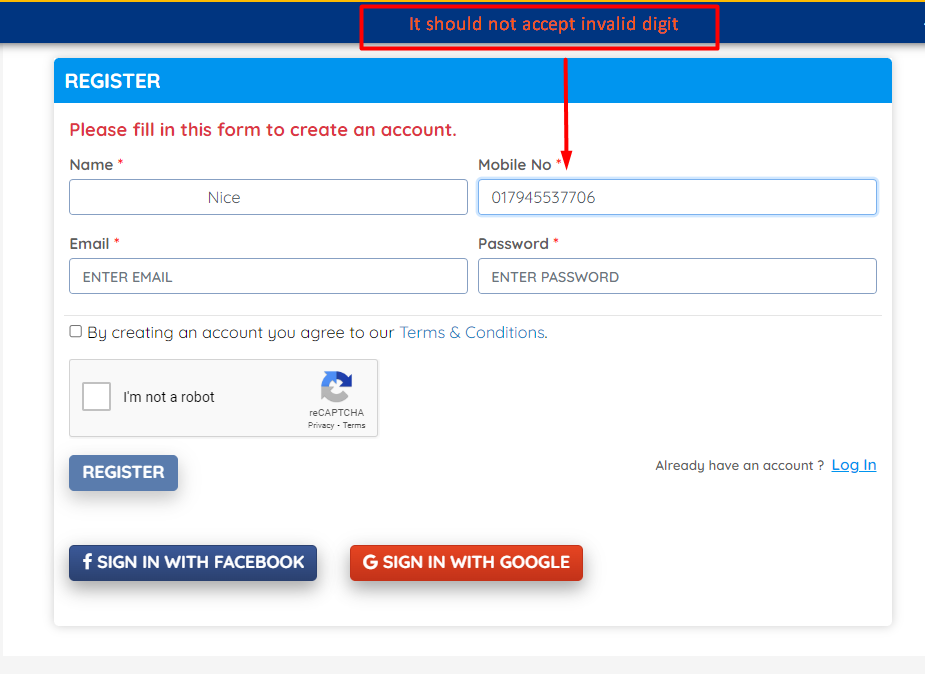 It should not accept invalid digit
REGISTER
Please fill in this form to create an account.
Name * Mobile No *
Nice 017945537706
Email * Password *
ENTER EMAIL ENTER PASSWORD
By creating an account you agree to our Terms & Conditions.
I'm not a robot
reCAPTCHA
Privacy - Terms
REGISTER Already have an account ? Log In
SIGN IN WITH FACEBOOK SIGN IN WITH GOOGLE